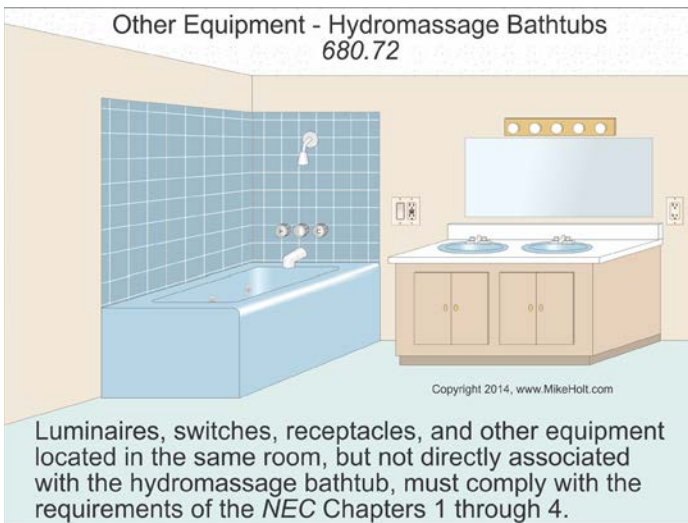 Other Equipment - Hydromassage Bathtubs
680.72
Copyright 2014, www.MikeHolt.com
Luminaires, switches, receptacles, and other equipment
located in the same room, but not directly associated
with the hydromassage bathtub, must comply with the
requirements of the NEC Chapters 1 through 4.